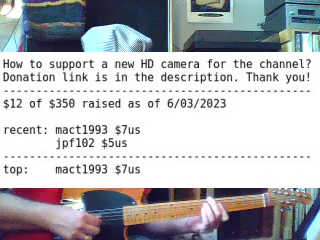 How to support a new HD camera for the channel?
Donation link is in the description. Thank you!
-----------------------------------------------
$12 of $350 raised as of 6/03/2023
recent: mact1993 $7us
jpf102 $5us
-----------------------------------------------
top: mact1993 $7us